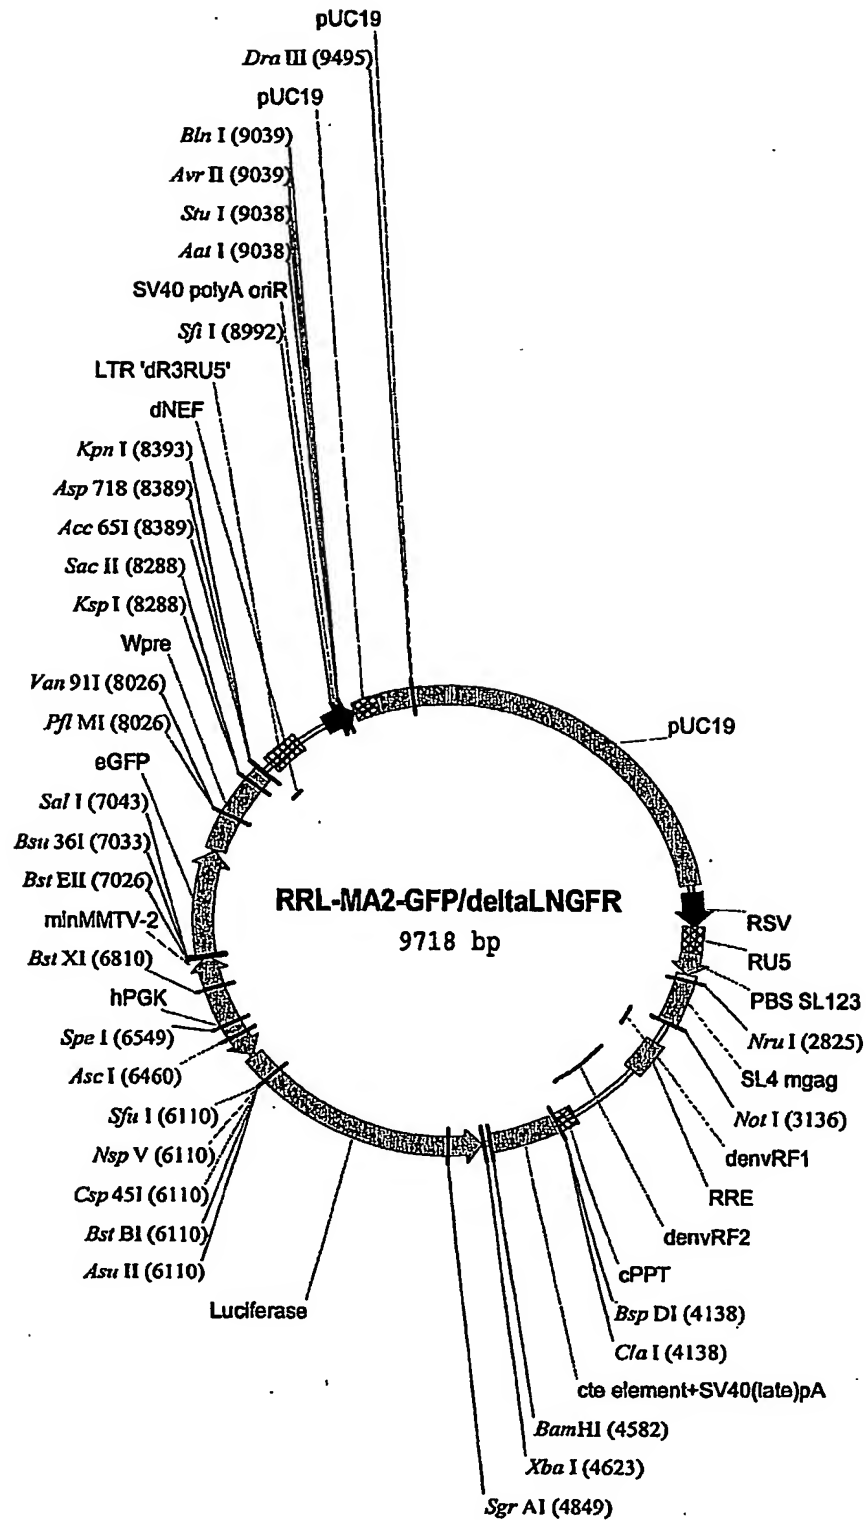 pUC19
Dra III (9495)
pUC19
Bln I (9039)
Avr II (9039)
Stu I (9038)
Aat I (9038)
SV40 polyA oriR
Sfi I (8992)
LTR 'dR3RU5'
dNEF
Kpn I (8393)
Asp 718 (8389)
Acc 65I (8389)
Sac II (8288)
Ksp I (8288)
Wpre
Van 91I (8026)
Pfl MI (8026)
eGFP
Sal I (7043)
Bsu 36I (7033)
Bst EII (7026)
minMMTV-2
Bst XI (6810)
hPGK
Spe I (6549)
Asc I (6460)
Sfu I (6110)
Nsp V (6110)
Csp 45I (6110)
Bst BI (6110)
Asu II (6110)
Luciferase
RRL-MA2-GFP/deltaLNGFR
9718 bp
pUC19
RSV
RU5
PBS SL123
Nru I (2825)
SL4 mgag
Not I (3136)
denvRF1
RRE
denvRF2
cPPT
Bsp DI (4138)
Cla I (4138)
cte element+SV40(late)pA
BamHI (4582)
Xba I (4623)
Sgr AI (4849)